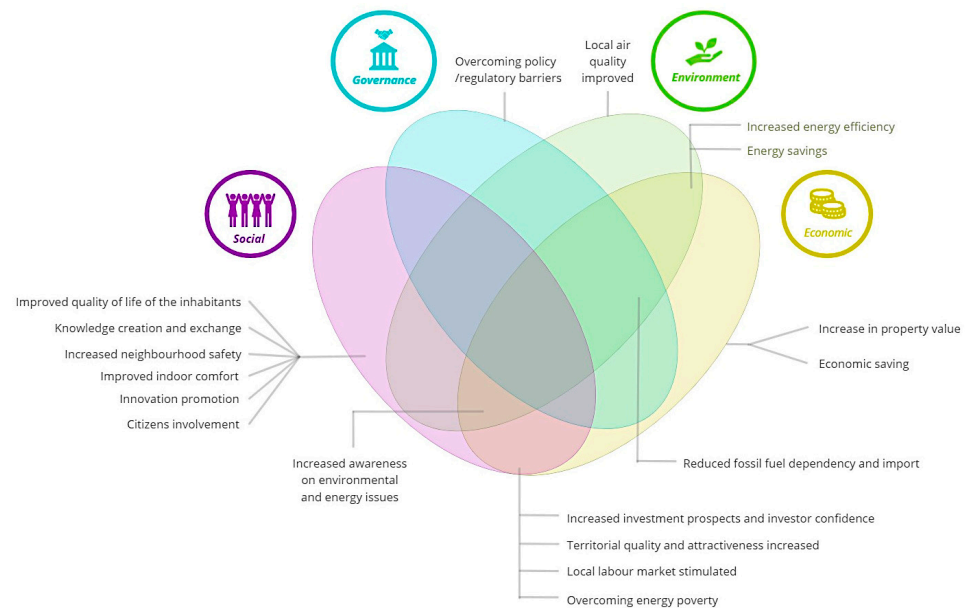 Governance
Overcoming policy
/regulatory barriers
Local air
quality
improved
Environment
Increased energy efficiency
Energy savings
Social
Economic
Improved quality of life of the inhabitants
Knowledge creation and exchange
Increased neighbourhood safety
Improved indoor comfort
Innovation promotion
Citizens involvement
Increase in property value
Economic saving
Increased awareness
on environmental
and energy issues
Reduced fossil fuel dependency and import
Increased investment prospects and investor confidence
Territorial quality and attractiveness increased
Local labour market stimulated
Overcoming energy poverty